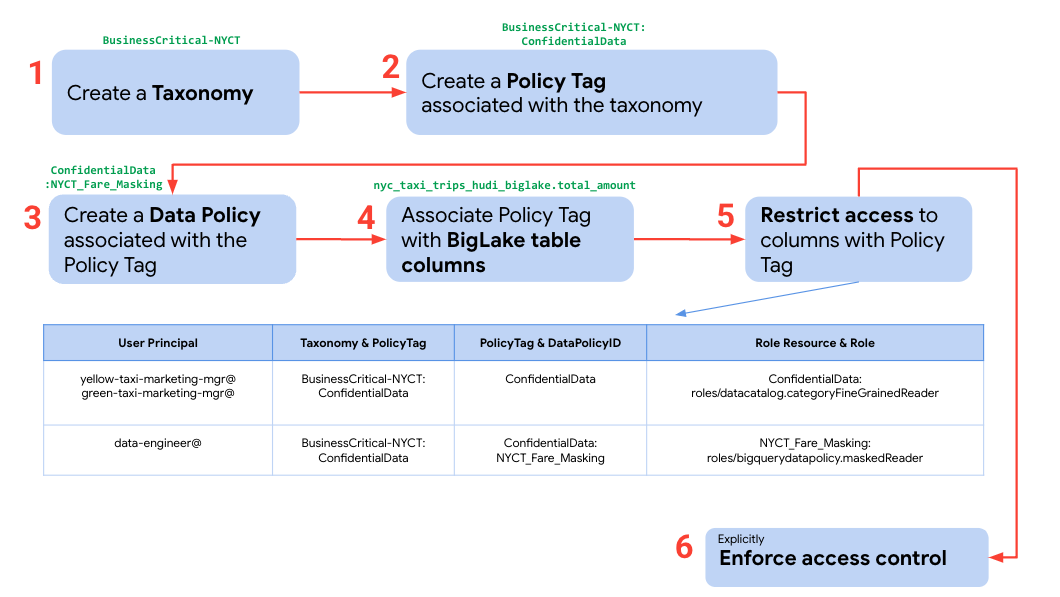 BusinessCritical-NYCT
1
Create a Taxonomy
BusinessCritical-NYCT:
ConfidentialData
2
Create a Policy Tag
associated with the taxonomy
ConfidentialData
:NYCT_Fare_Masking
3
Create a Data Policy
associated with the
Policy Tag
nyc_taxi_trips_hudi_biglake.total_amount
4
Associate Policy Tag
with BigLake table
columns
5
Restrict access to
columns with Policy
Tag
User Principal
Taxonomy & PolicyTag
PolicyTag & DataPolicyID
Role Resource & Role
yellow-taxi-marketing-mgr@
green-taxi-marketing-mgr@
BusinessCritical-NYCT:
ConfidentialData
ConfidentialData
ConfidentialData:
roles/datacatalog.categoryFineGrainedReader
data-engineer@
BusinessCritical-NYCT:
ConfidentialData
ConfidentialData:
NYCT_Fare_Masking
NYCT_Fare_Masking:
roles/bigquerydatapolicy.maskedReader
6
Explicitly
Enforce access control